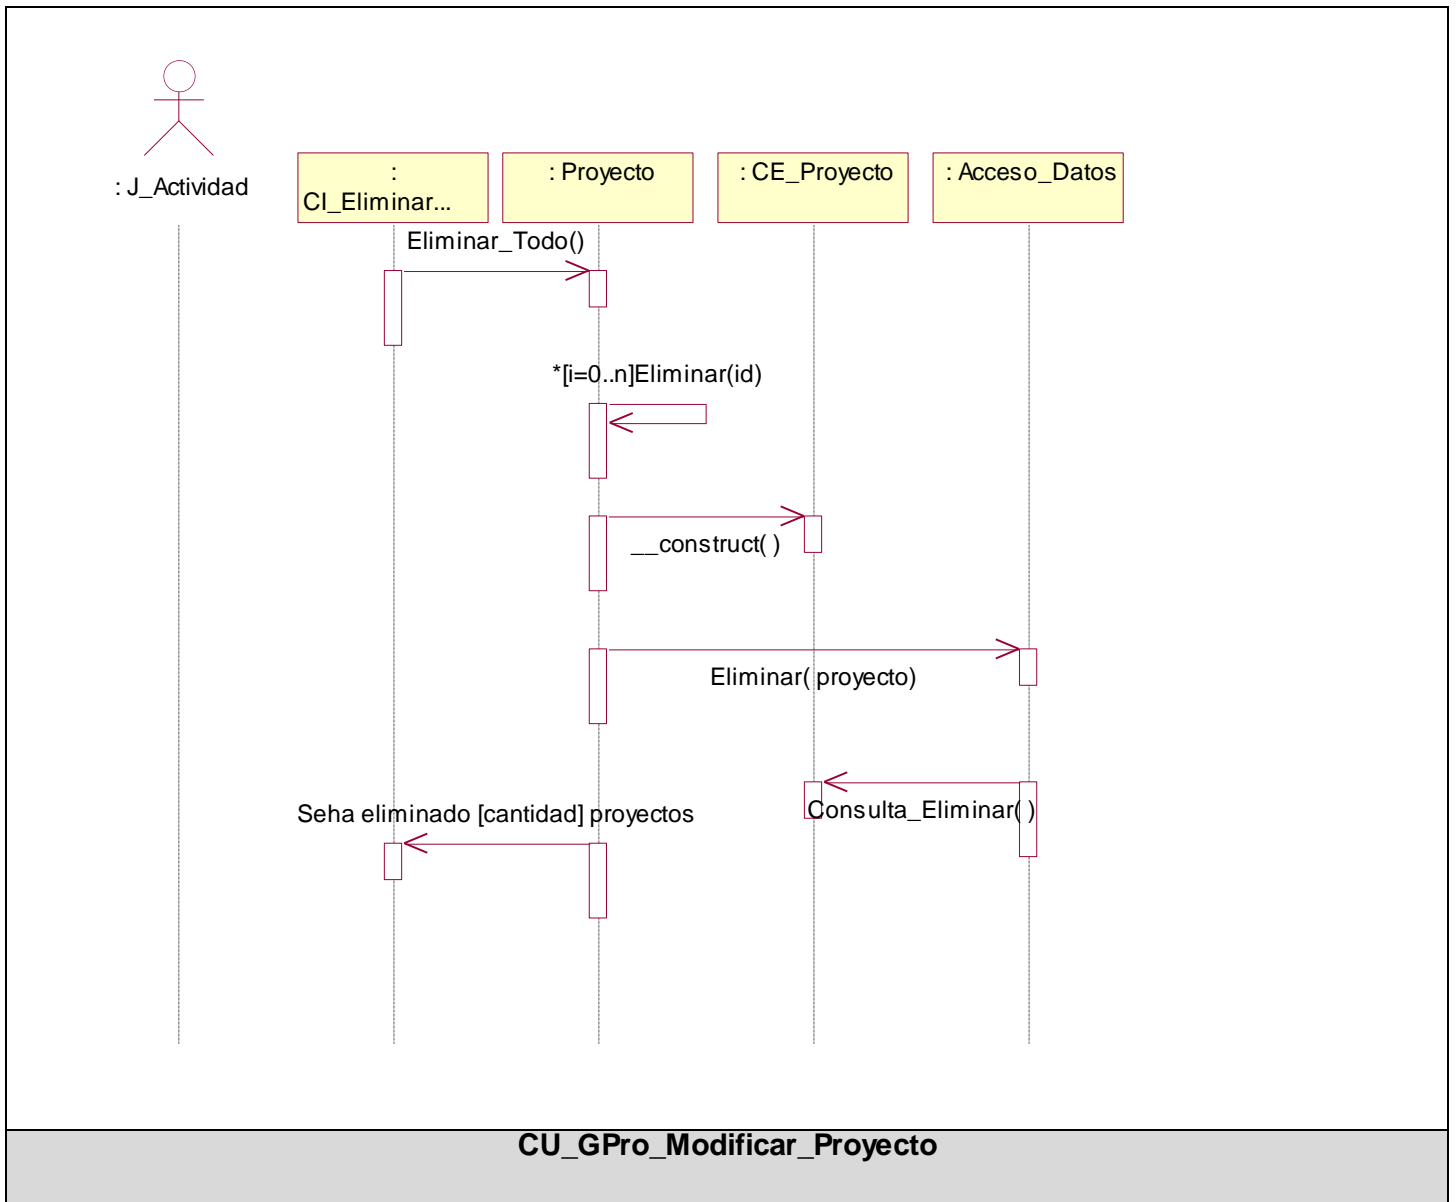 : J_Actividad
:
CI_Eliminar...
: Proyecto
: CE_Proyecto
: Acceso_Datos
Eliminar_Todo()
*[i=0..n]Eliminar(id)
__construct( )
Eliminar( proyecto)
Consulta_Eliminar( )
Seha eliminado [cantidad] proyectos
CU_GPro_Modificar_Proyecto